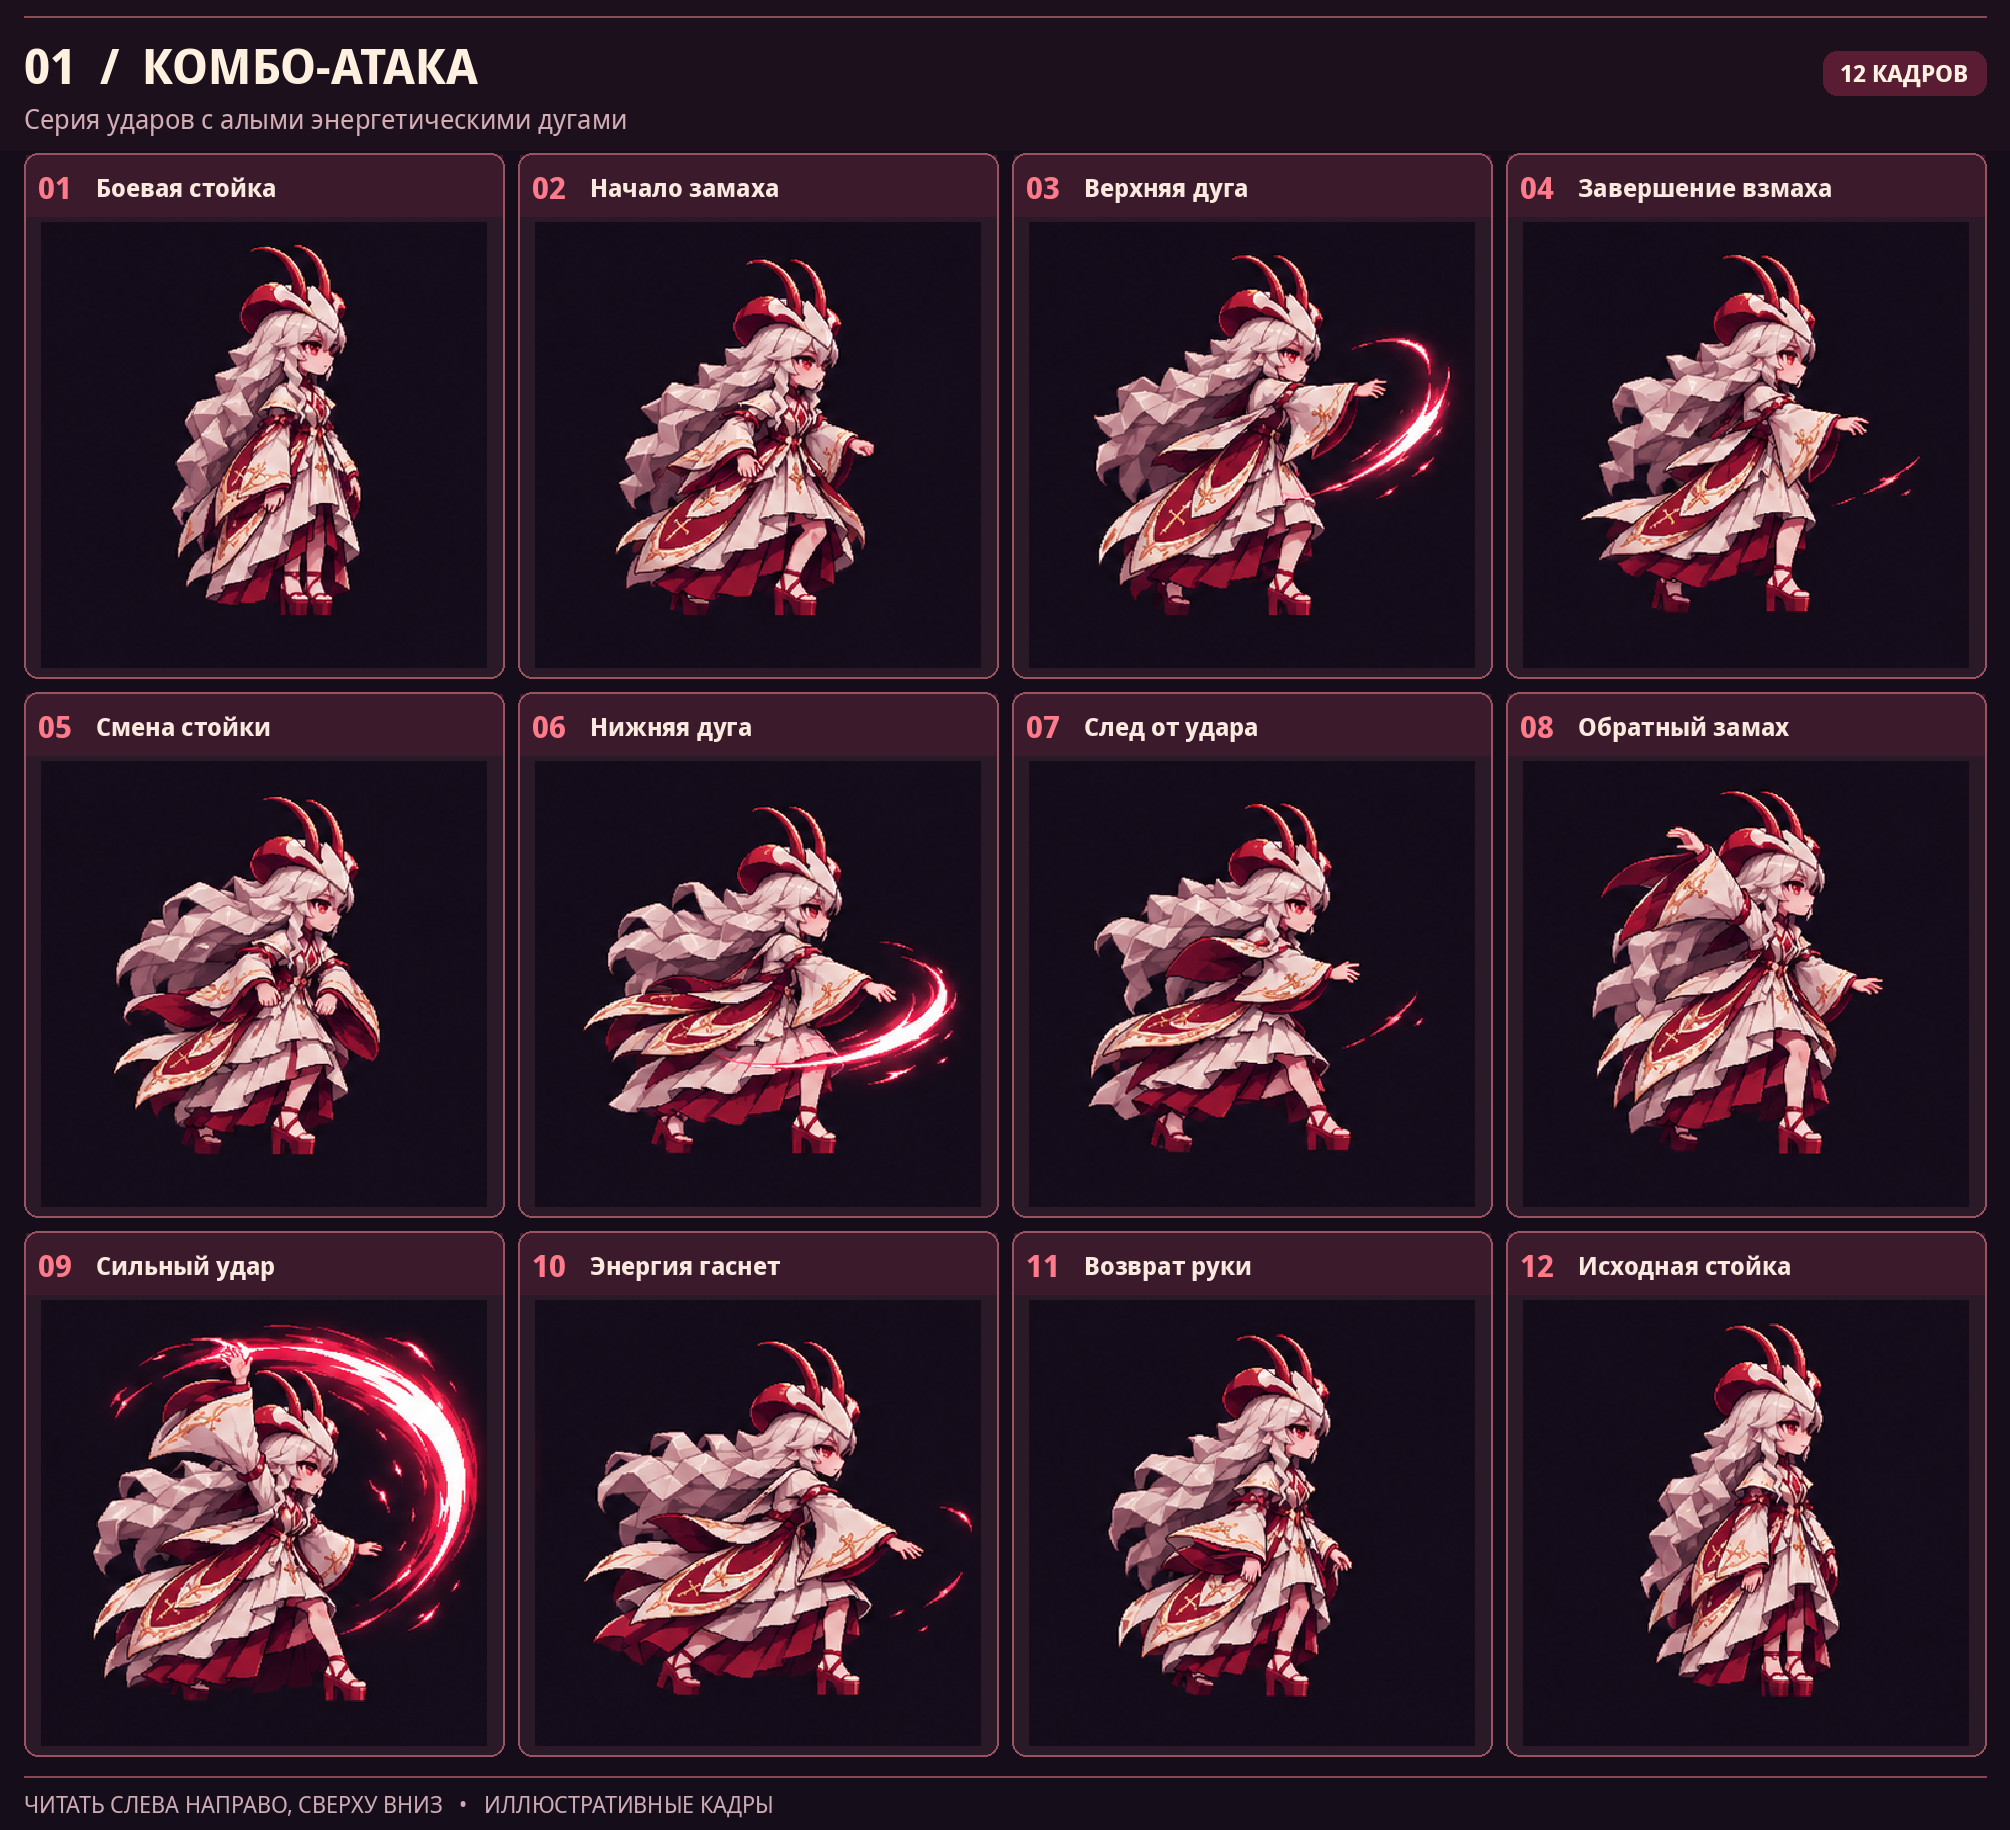 01 / КОМБО-АТАКА
12 КАДРОВ
Серия ударов с алыми энергетическими дугами
01 Боевая стойка
02 Начало замаха
03 Верхняя дуга
04 Завершение взмаха
05 Смена стойки
06 Нижняя дуга
07 След от удара
08 Обратный замах
09 Сильный удар
10 Энергия гаснет
11 Возврат руки
12 Исходная стойка
ЧИТАТЬ СЛЕВА НАПРАВО, СВЕРХУ ВНИЗ • ИЛЛЮСТРАТИВНЫЕ КАДРЫ